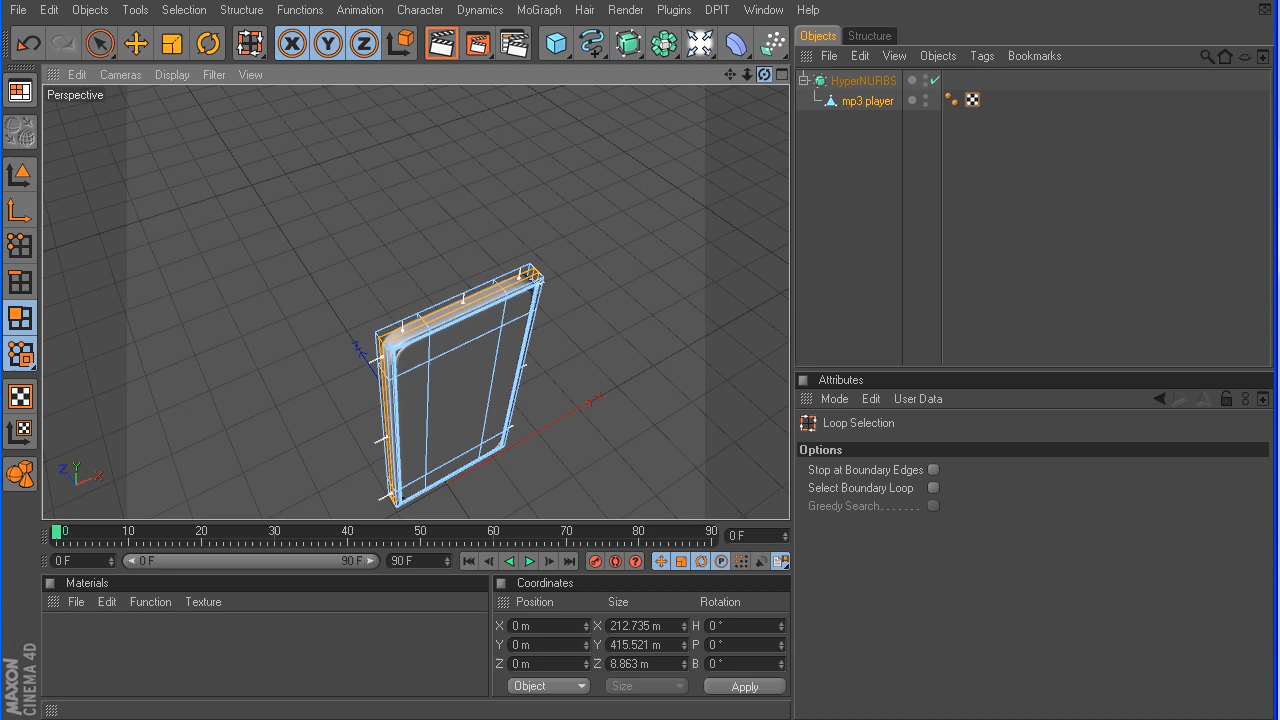 File Edit Objects Tools Selection Structure Functions Animation Character Dynamics MoGraph Hair Render Plugins DPIT Window Help
Objects Structure
File Edit View Objects Tags Bookmarks
Edit Cameras Display Filter View
Perspective
HyperNURBS
mp3 player
X Y Z
Z Y X
Attributes
Mode Edit User Data
Loop Selection
Options
Stop at Boundary Edges
Select Boundary Loop
Greedy Search.......
0 10 20 30 40 50 60 70 80 90 0 F
0 F 0 F 90 F 90 F
Materials
File Edit Function Texture
Coordinates
Position Size Rotation
X 0 m X 212.735 m H 0 °
Y 0 m Y 415.521 m P 0 °
Z 0 m Z 8.863 m B 0 °
Object Size Apply
MAXON
CINEMA 4D